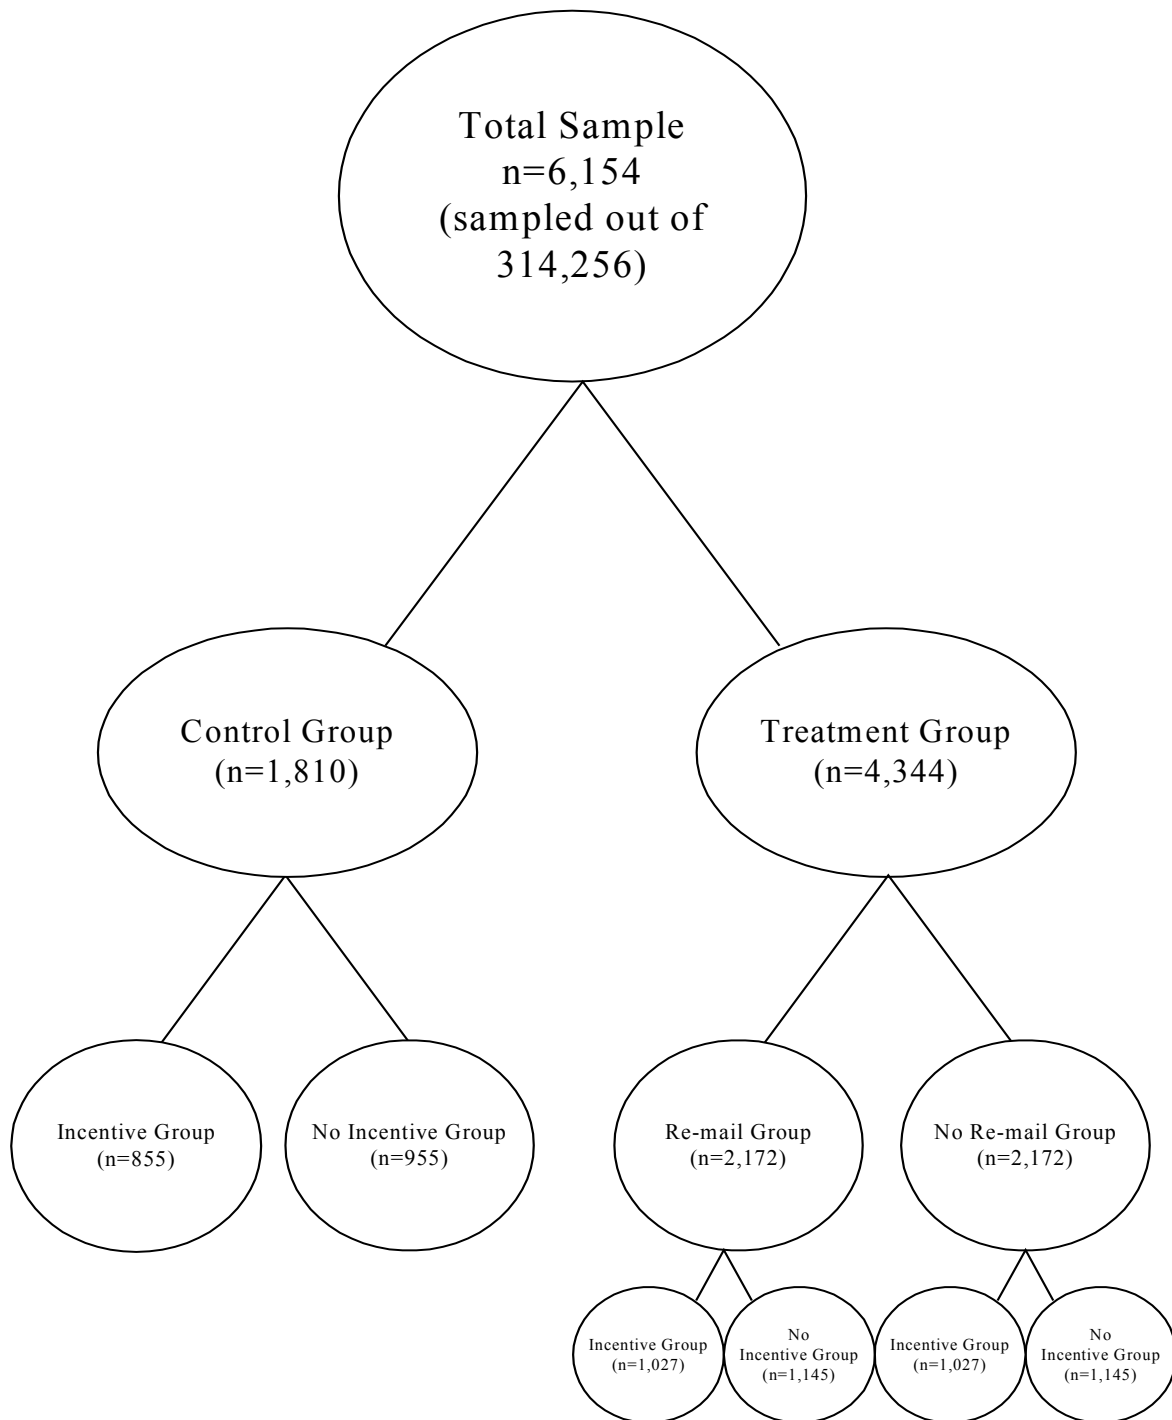 Total Sample
n=6,154
(sampled out of
314,256)
Control Group
(n=1,810)
Treatment Group
(n=4,344)
Incentive Group
(n=855)
No Incentive Group
(n=955)
Re-mail Group
(n=2,172)
No Re-mail Group
(n=2,172)
Incentive Group
(n=1,027)
No
Incentive Group
(n=1,145)
Incentive Group
(n=1,027)
No
Incentive Group
(n=1,145)